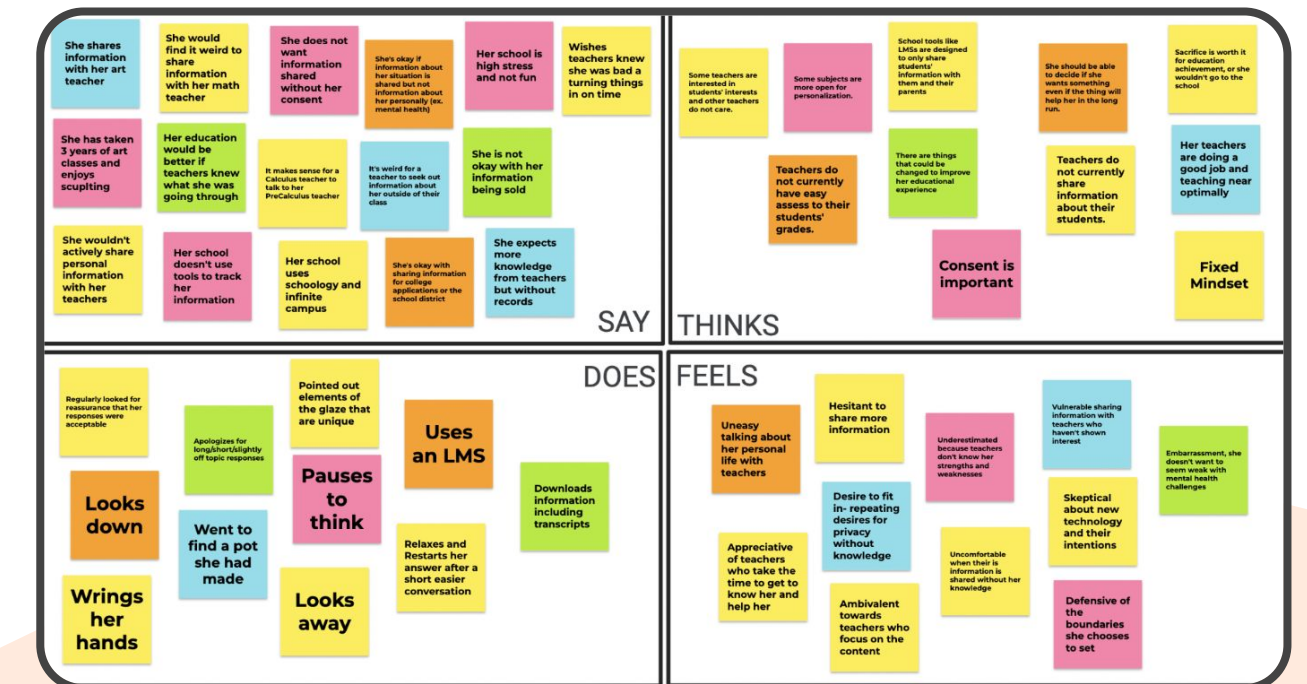 She shares
information
with her art
teacher
She would
find it weird to
share
information
with her math
teacher
She does not
want
information
shared
without her
consent
She's okay if
information about
her situation is
shared but not
information about
her personally (ex.
mental health)
Her school is
high stress
and not fun
Wishes
teachers knew
she was bad a
turning things
in on time
She has taken
3 years of art
classes and
enjoys
scuplting
Her education
would be
better if
teachers knew
what she was
going through
It makes sense for a
Calculus teacher to
talk to her
PreCalculus teacher
It's weird for a
teacher to seek out
information about
her outside of their
class
She is not
okay with her
information
being sold
She wouldn't
actively share
personal
information
with her
teachers
Her school
doesn't use
tools to track
her
information
Her school
uses
schoology and
infinite
campus
She's okay with
sharing information
for college
applications or the
school district
She expects
more
knowledge
from teachers
but without
records
SAY
Some teachers are
interested in
students' interests
and other teachers
do not care.
Some subjects are
more open for
personalization.
School tools like
LMSs are designed
to only share
students'
information with
them and their
parents
She should be able
to decide if she
wants something
even if the thing will
help her in the long
run.
Sacrifice is worth it
for education
achievement, or she
wouldn't go to the
school
Teachers do
not currently
have easy
assess to their
students'
grades.
There are things
that could be
changed to improve
her educational
experience
Teachers do
not currently
share
information
about their
students.
Her teachers
are doing a
good job and
teaching near
optimally
Consent is
important
Fixed
Mindset
THINKS
DOES
Regularly looked for
reassurance that her
responses were
acceptable
Apologizes for
long/short/slightly
off topic responses
Pointed out
elements of
the glaze that
are unique
Uses
an LMS
Looks
down
Went to
find a pot
she had
made
Pauses
to
think
Downloads
information
including
transcripts
Relaxes and
Restarts her
answer after a
short easier
conversation
Wrings
her
hands
Looks
away
FEELS
Uneasy
talking about
her personal
life with
teachers
Hesitant to
share more
information
Underestimated
because teachers
don't know her
strengths and
weaknesses
Vulnerable sharing
information with
teachers who
haven't shown
interest
Embarrassment, she
doesn't want to
seem weak with
mental health
challenges
Desire to fit
in- repeating
desires for
privacy
without
knowledge
Skeptical
about new
technology
and their
intentions
Appreciative
of teachers
who take the
time to get to
know her and
help her
Uncomfortable
when their is
information is
shared without her
knowledge
Ambivalent
towards
teachers who
focus on the
content
Defensive of
the
boundaries
she chooses
to set